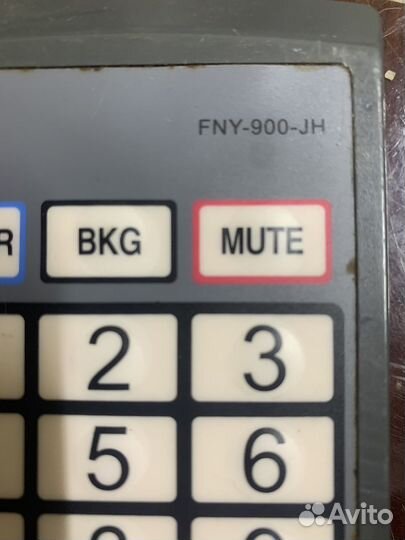 FNY-900-JH
R BKG MUTE
2 3
5 6
Avito